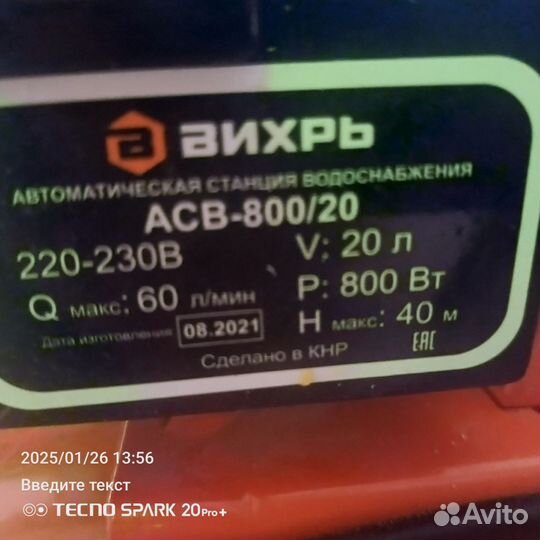 ВИХРЬ
АВТОМАТИЧЕСКАЯ СТАНЦИЯ ВОДОСНАБЖЕНИЯ
АСВ-800/20
220-230В V; 20 л
Q макс: 60 л/мин P: 800 Вт
Дата изготовления 08.2021 H макс: 40 м
Сделано в КНР EAC
2025/01/26 13:56
Введите текст
TECNO SPARK 20Pro+
Avito